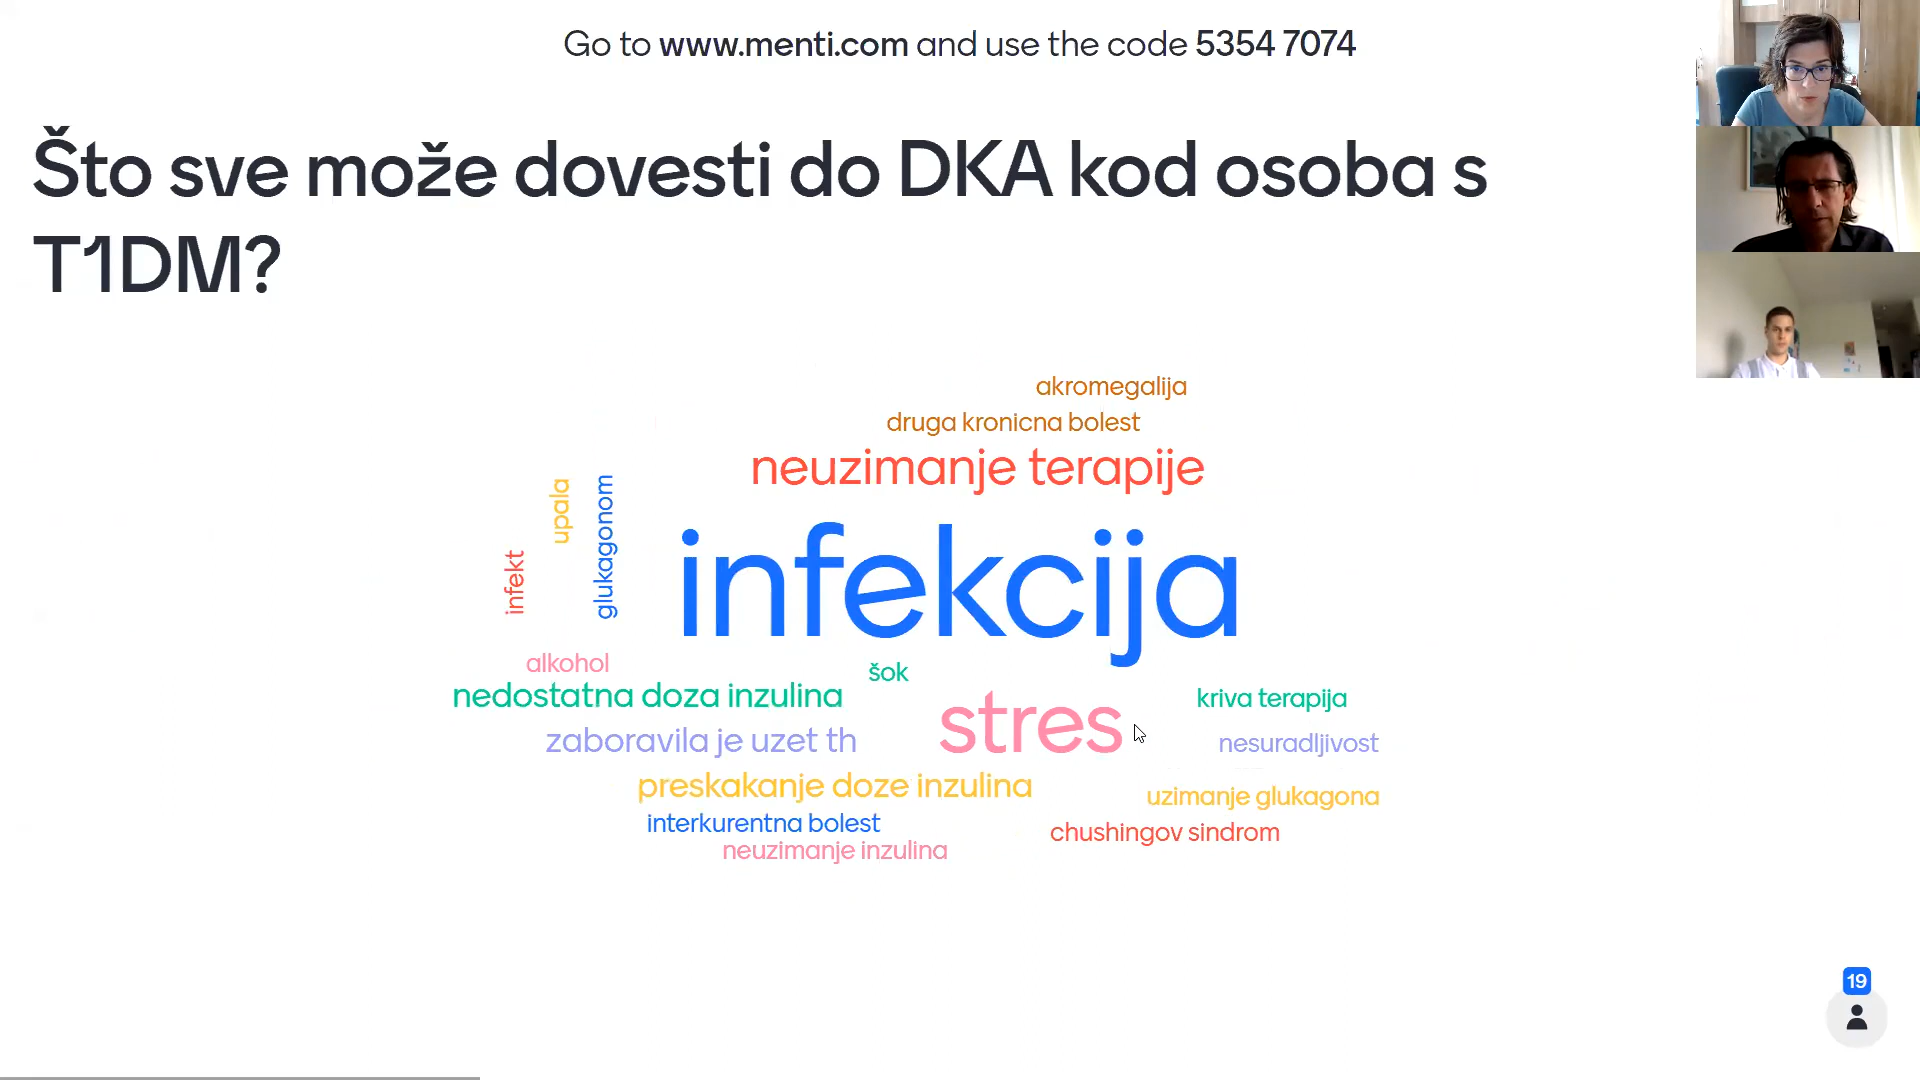 Go to www.menti.com and use the code 5354 7074
Što sve može dovesti do DKA kod osoba s
T1DM?
akromegalija
druga kronicna bolest
neuzimanje terapije
upala
glukagonom
infekt
infekcija
alkohol
šok
nedostatna doza inzulina
stres
kriva terapija
zaboravila je uzet th
nesuradljivost
preskakanje doze inzulina
uzimanje glukagona
interkurentna bolest
chushingov sindrom
neuzimanje inzulina
19